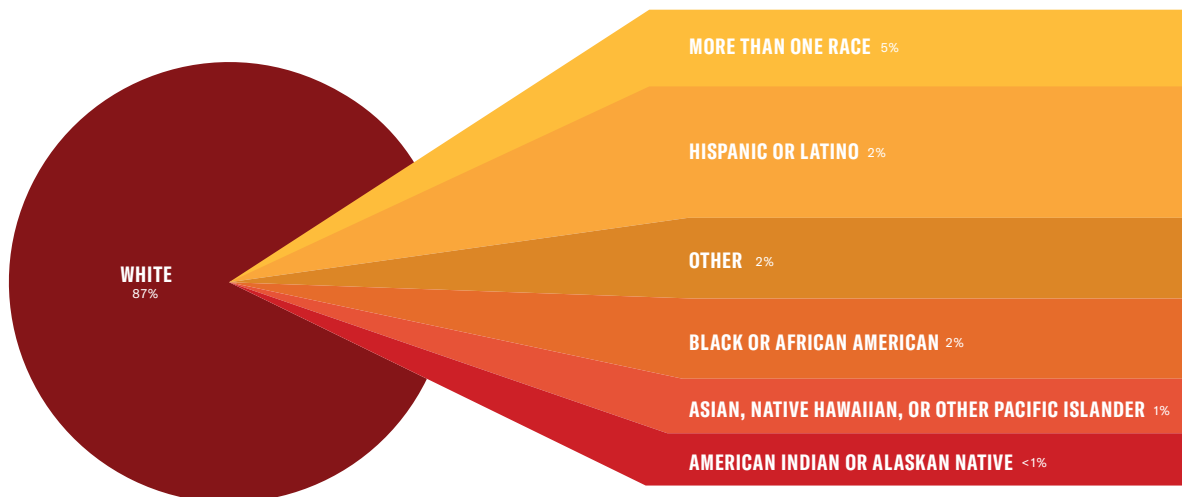 MORE THAN ONE RACE 5%
HISPANIC OR LATINO 2%
OTHER 2%
WHITE
87%
BLACK OR AFRICAN AMERICAN 2%
ASIAN, NATIVE HAWAIIAN, OR OTHER PACIFIC ISLANDER 1%
AMERICAN INDIAN OR ALASKAN NATIVE <1%